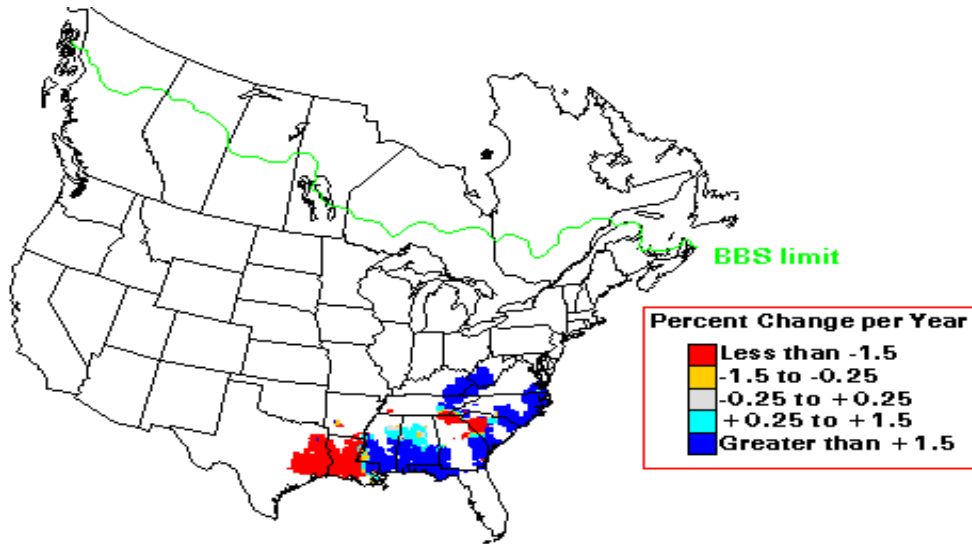 BBS limit
Percent Change per Year
Less than -1.5
-1.5 to -0.25
-0.25 to +0.25
+0.25 to +1.5
Greater than +1.5